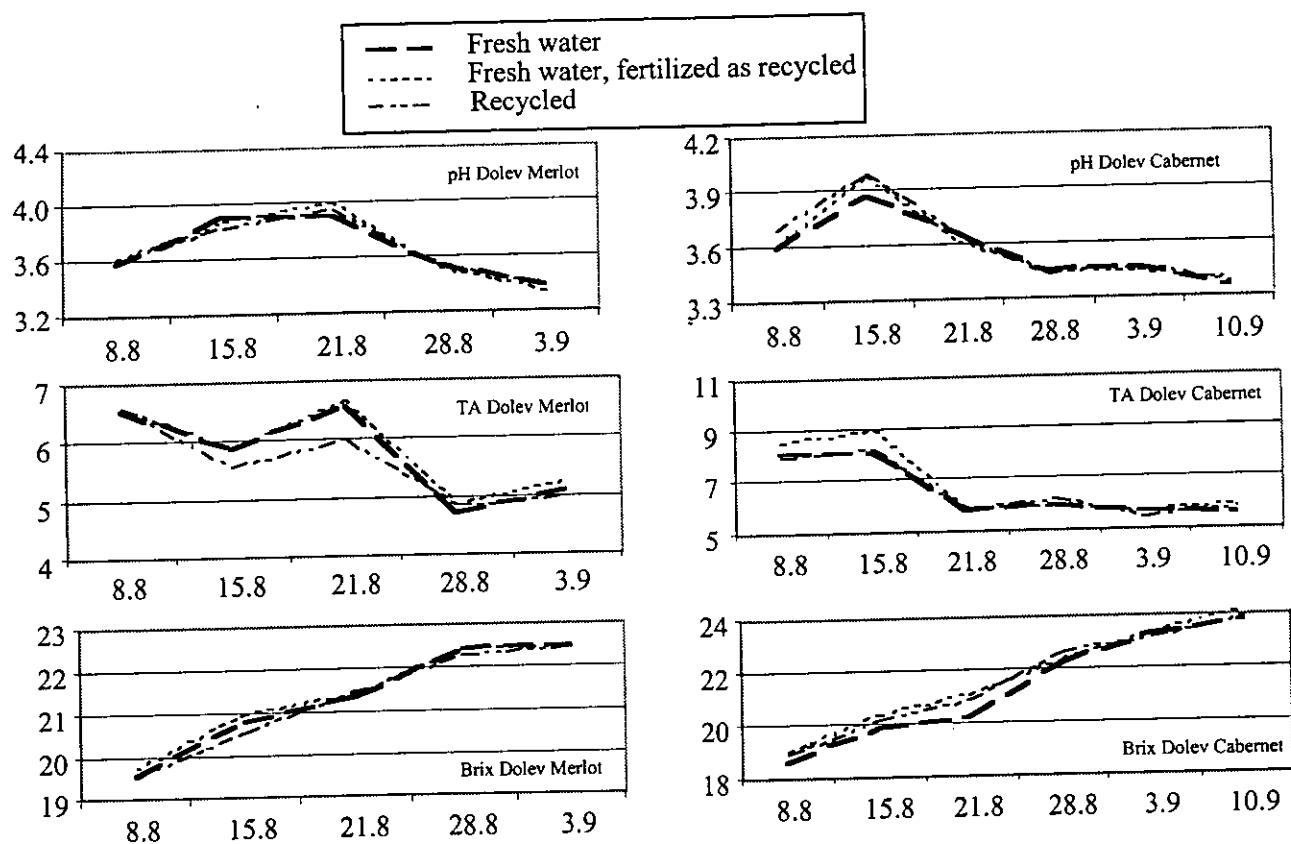 Fresh water
Fresh water, fertilized as recycled
Recycled
4.4
4.0
3.6
3.2
pH Dolev Merlot
8.8 15.8 21.8 28.8 3.9
4.2
3.9
3.6
3.3
pH Dolev Cabernet
8.8 15.8 21.8 28.8 3.9 10.9
7
6
5
4
TA Dolev Merlot
8.8 15.8 21.8 28.8 3.9
11
9
7
5
TA Dolev Cabernet
8.8 15.8 21.8 28.8 3.9 10.9
23
22
21
20
19
Brix Dolev Merlot
8.8 15.8 21.8 28.8 3.9
24
22
20
18
Brix Dolev Cabernet
8.8 15.8 21.8 28.8 3.9 10.9